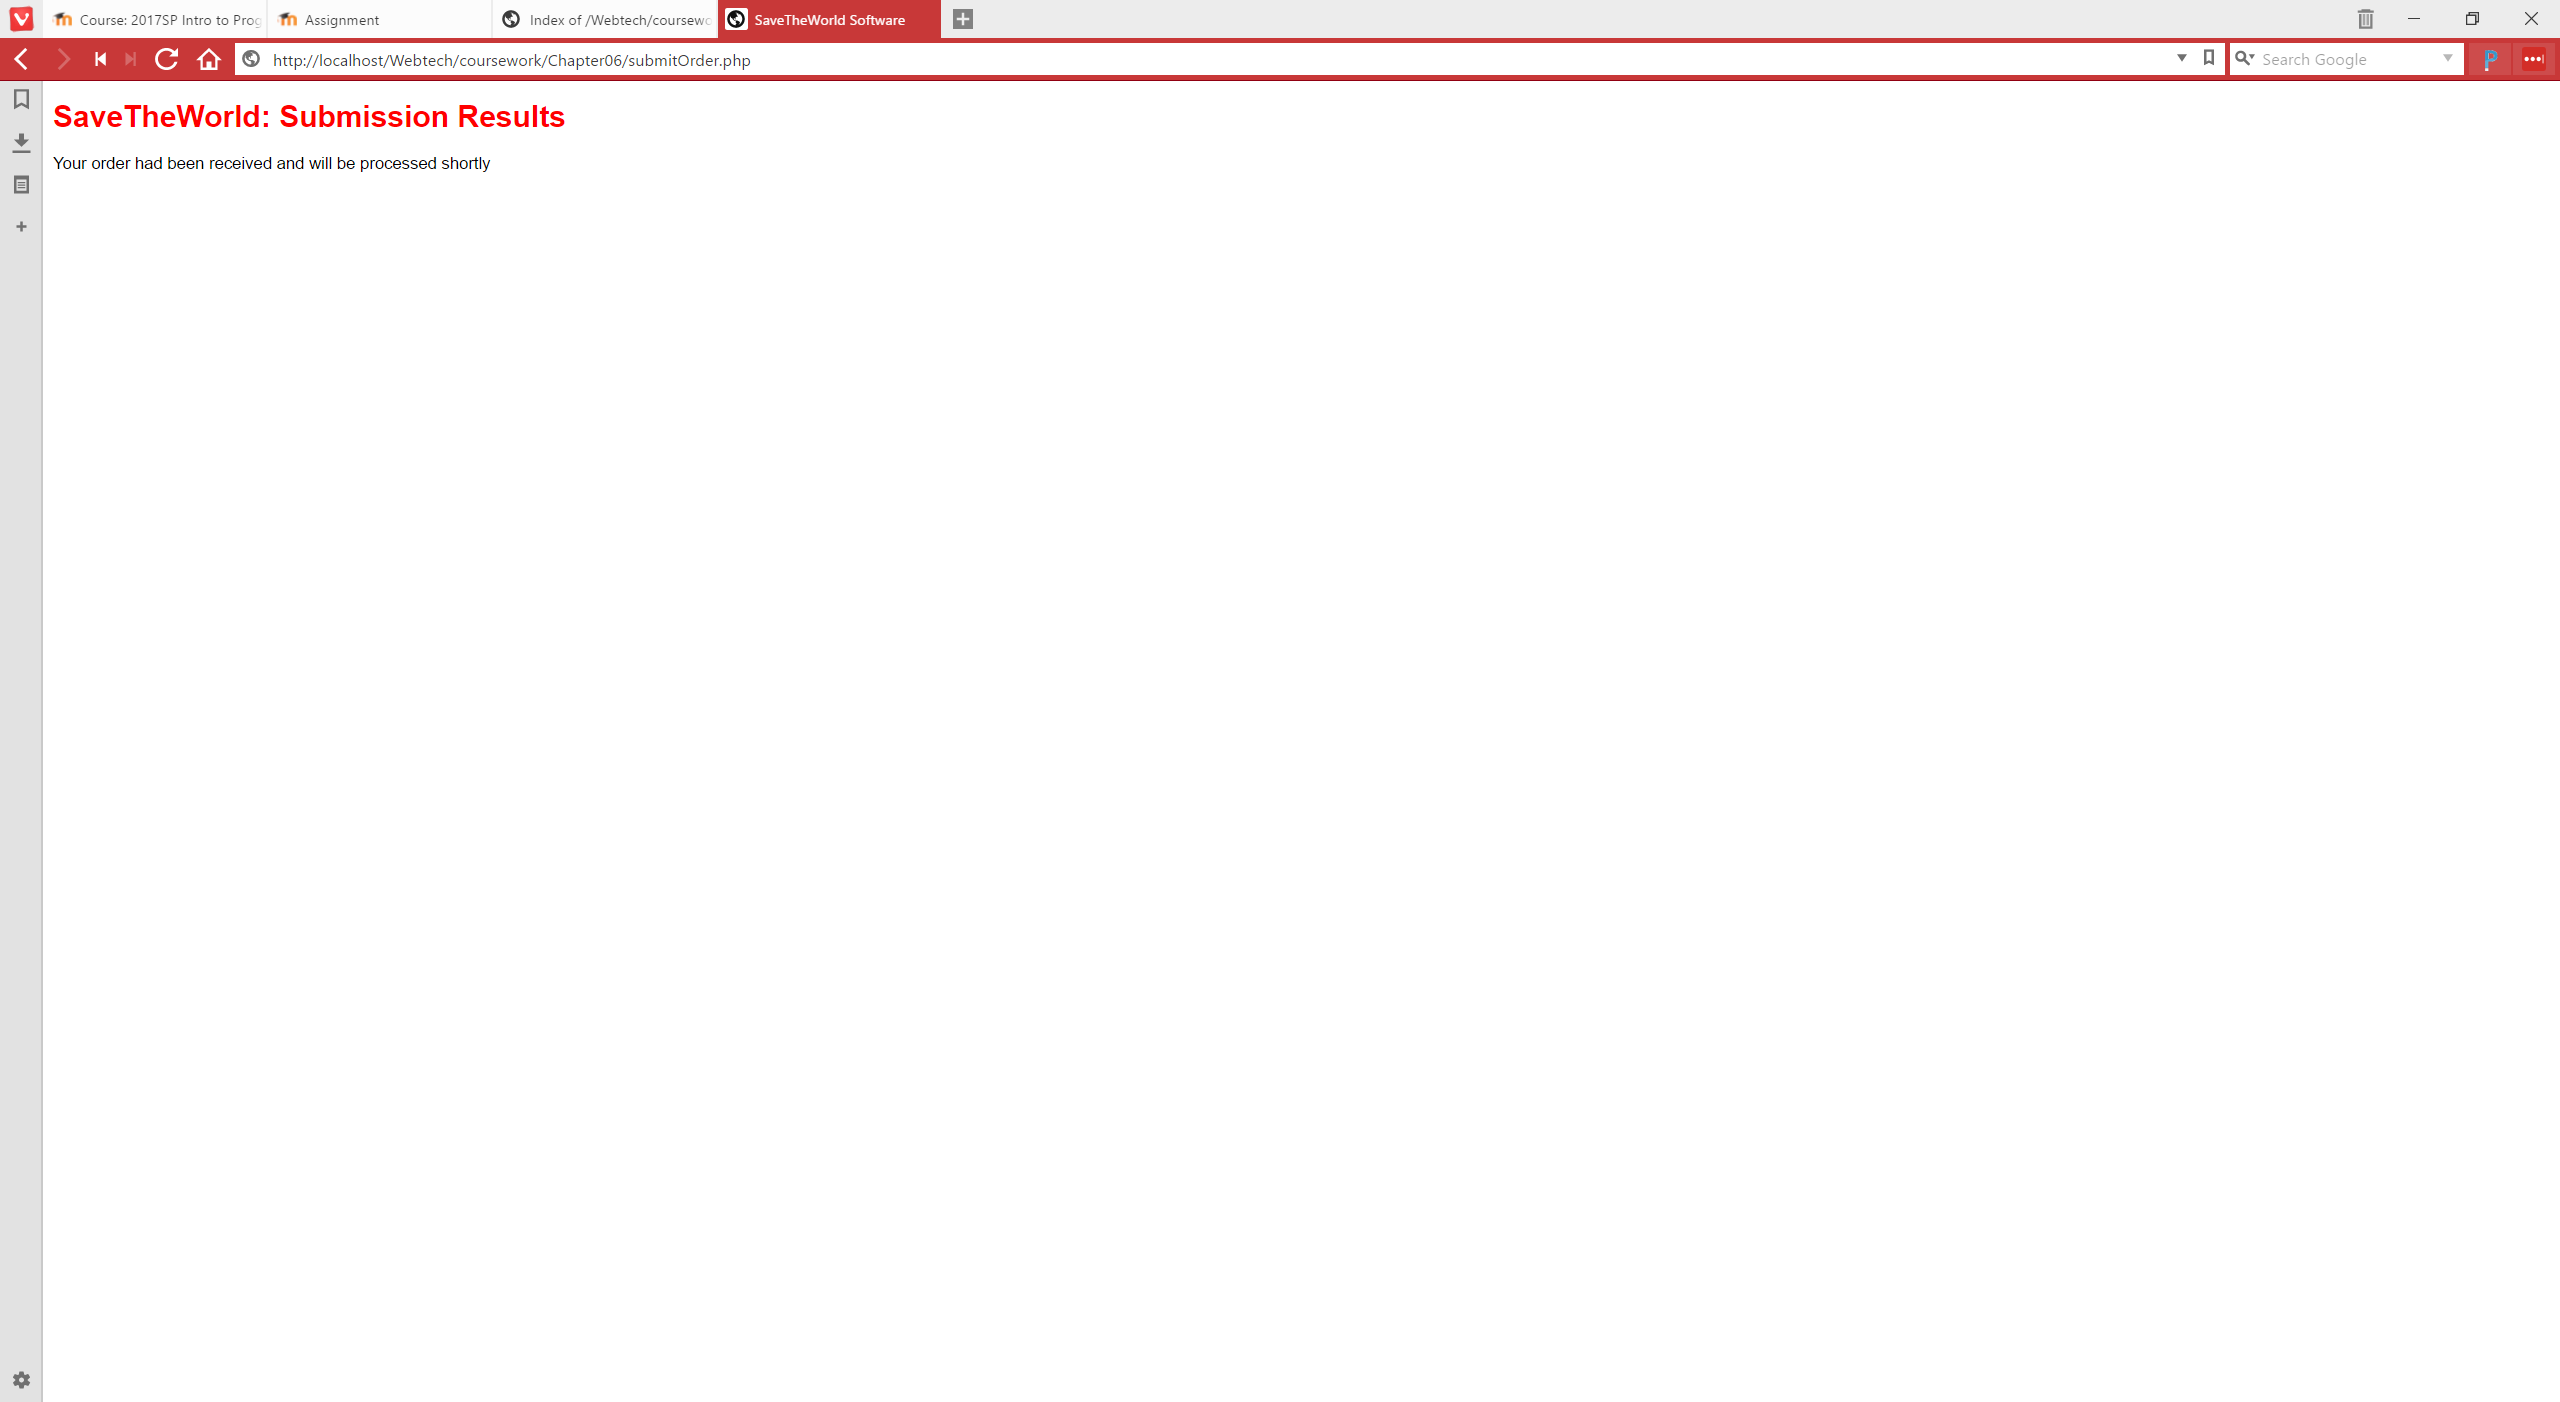 Course: 2017SP Intro to Prog
Assignment
Index of /Webtech/coursewo
SaveTheWorld Software
http://localhost/Webtech/coursework/Chapter06/submitOrder.php
Search Google
SaveTheWorld: Submission Results
Your order had been received and will be processed shortly